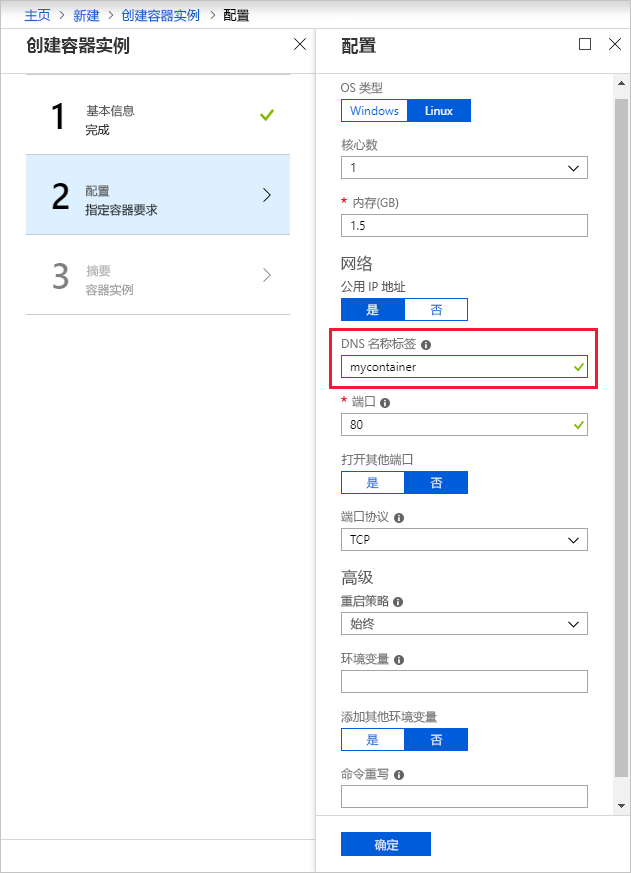 主页 > 新建 > 创建容器实例 > 配置
创建容器实例
1
基本信息
完成
2
配置
指定容器要求
3
摘要
容器实例
配置
OS 类型
Windows Linux
核心数
1
* 内存(GB)
1.5
网络
公用 IP 地址
是 否
DNS 名称标签
mycontainer
* 端口
80
打开其他端口
是 否
端口协议
TCP
高级
重启策略
始终
环境变量
添加其他环境变量
是 否
命令重写
确定